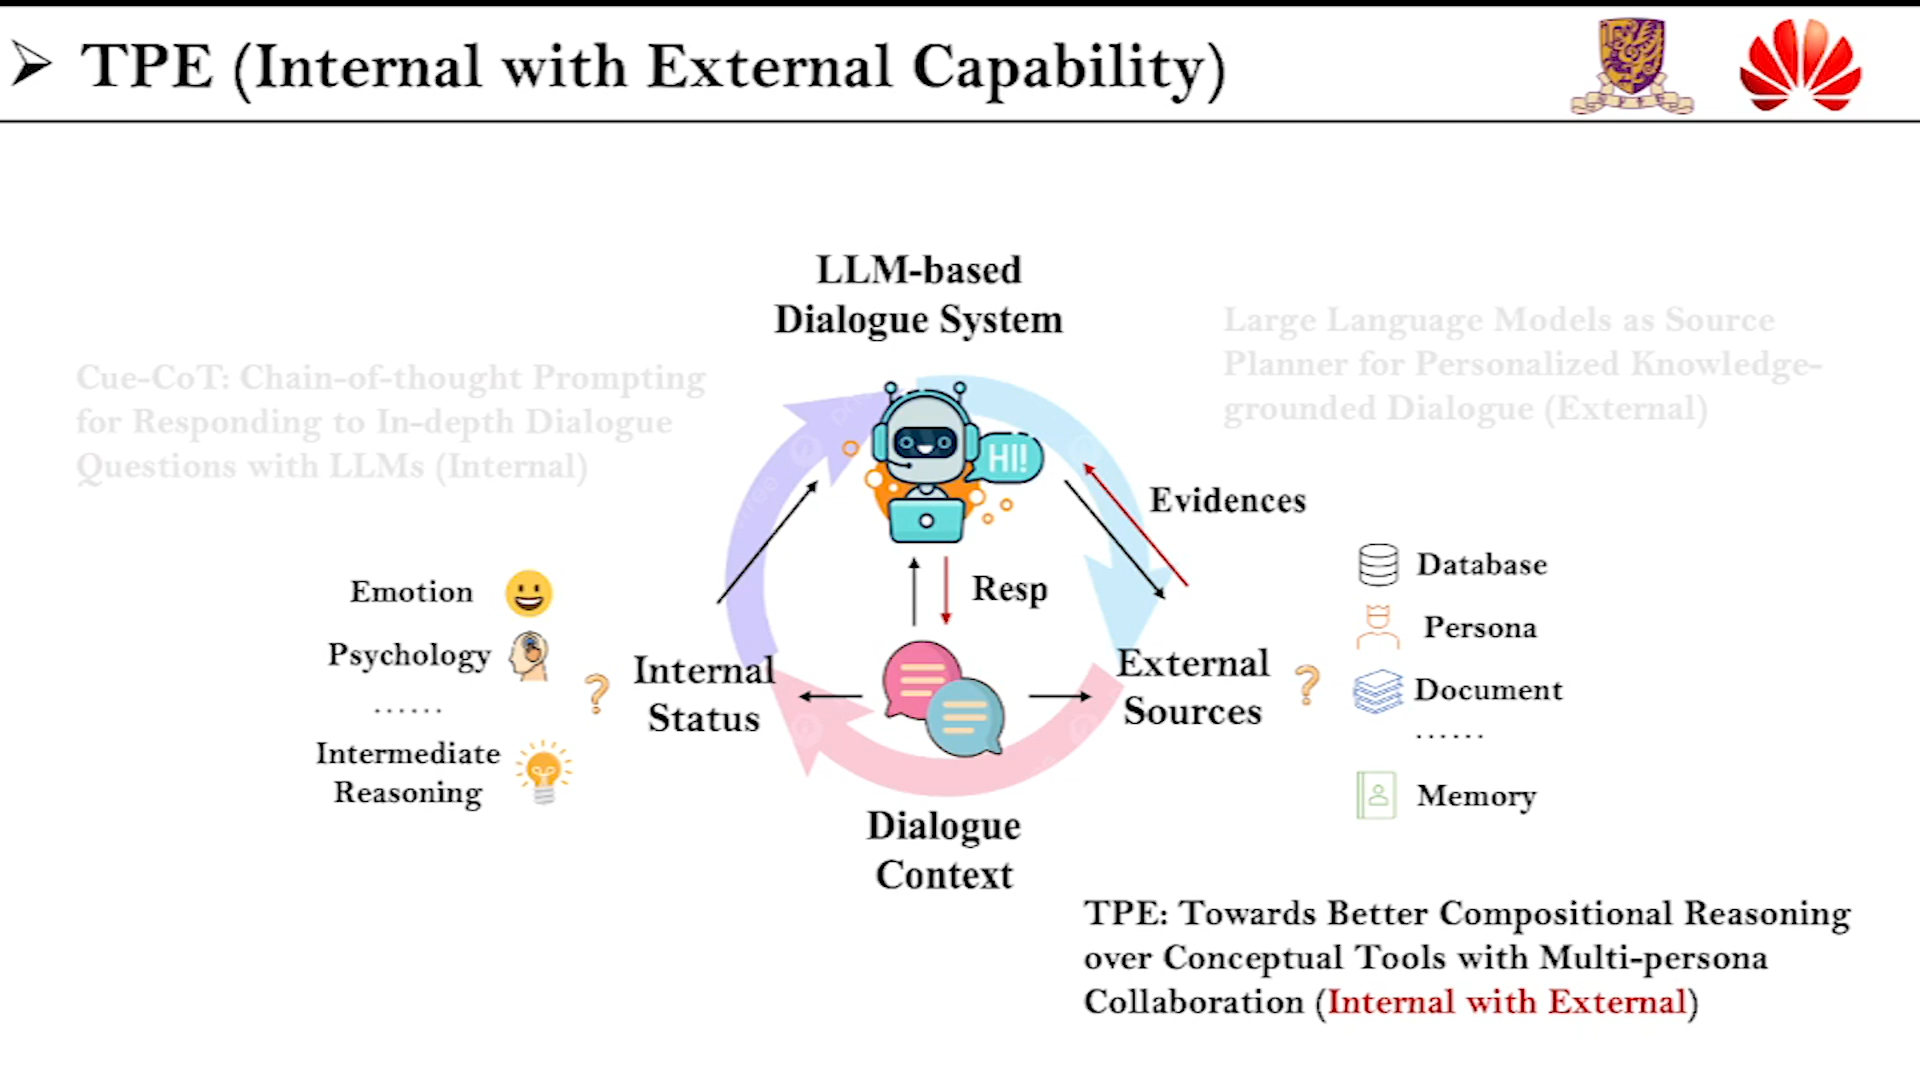 TPE (Internal with External Capability)
LLM-based
Dialogue System
Cue-CoT: Chain-of-thought Prompting
for Responding to In-depth Dialogue
Questions with LLMs (Internal)
Large Language Models as Source
Planner for Personalized Knowledge-
grounded Dialogue (External)
HI!
Evidences
Resp
Emotion
Psychology
......
Intermediate
Reasoning
?
Internal
Status
External
Sources
?
Database
Persona
Document
......
Memory
Dialogue
Context
TPE: Towards Better Compositional Reasoning
over Conceptual Tools with Multi-persona
Collaboration (Internal with External)